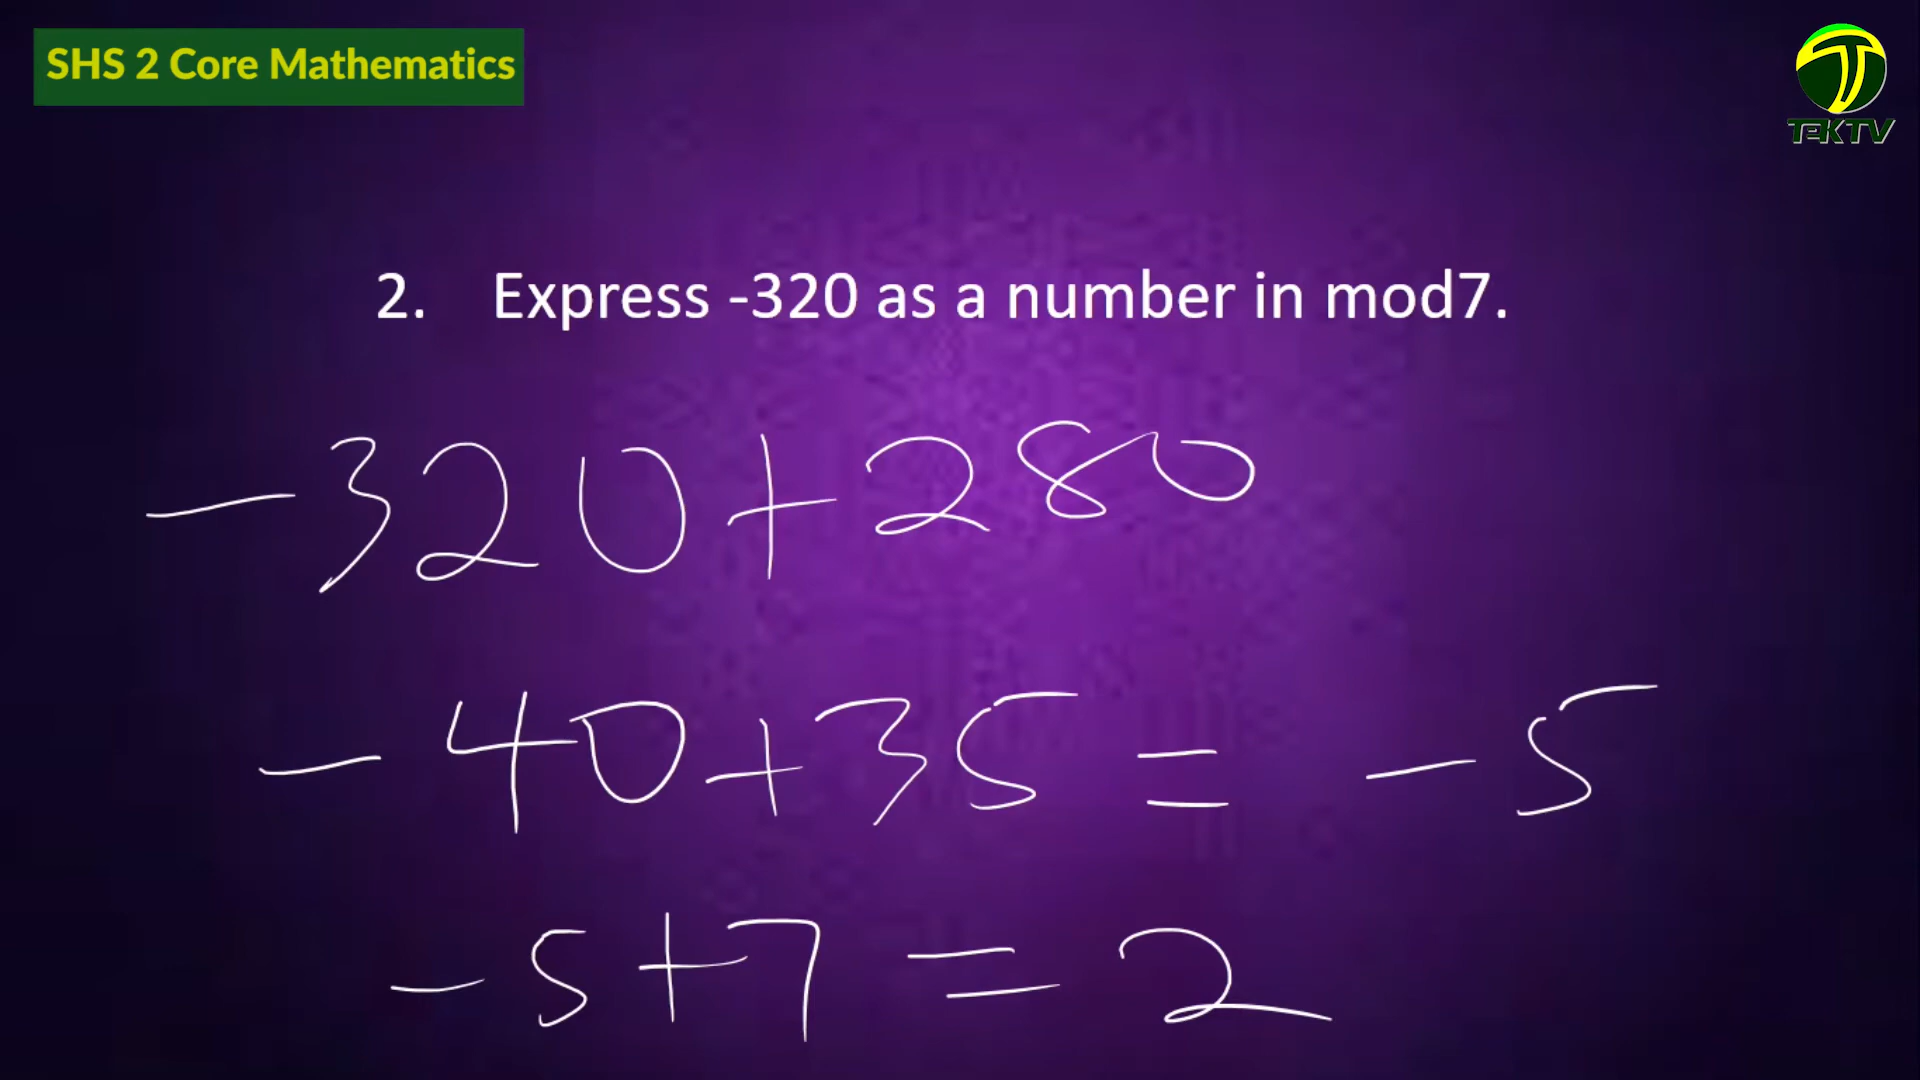 SHS 2 Core Mathematics
TEKTV
2. Express -320 as a number in mod7.
-320+280
-40+35 = -5
-5+7 = 2